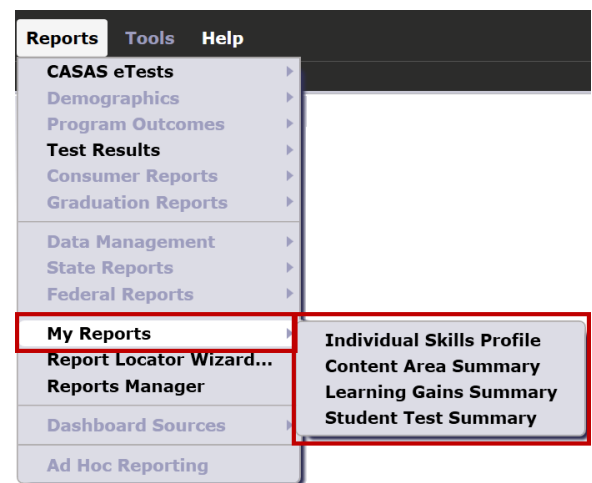 Reports Tools Help
CASAS eTests
Demographics
Program Outcomes
Test Results
Consumer Reports
Graduation Reports
Data Management
State Reports
Federal Reports
My Reports
Report Locator Wizard...
Reports Manager
Dashboard Sources
Ad Hoc Reporting
Individual Skills Profile
Content Area Summary
Learning Gains Summary
Student Test Summary